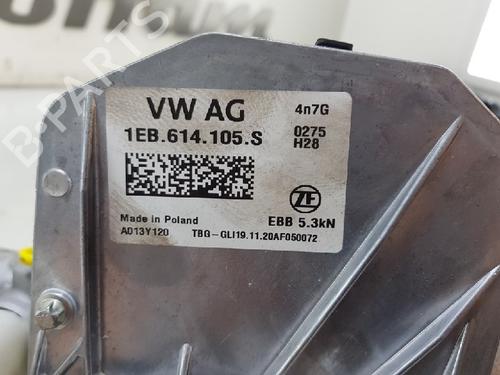 B-PARTS
VW AG
4n7G
1EB.614.105.S
0275
H28
ZF
Made in Poland
EBB 5.3kN
A013Y120
TBG-GLI19.11.20AF050072